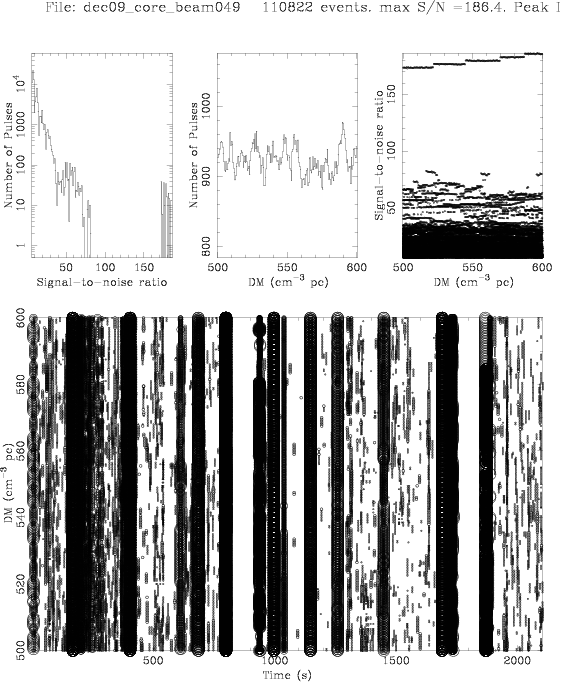 File: dec09_core_beam049 110822 events. max S/N =186.4. Peak
Number of Pulses
10⁴
1000
100
10
1
50 100 150
Signal-to-noise ratio
Number of Pulses
1000
900
800
500 550 600
DM (cm⁻³ pc)
Signal-to-noise ratio
150
100
50
500 550 600
DM (cm⁻³ pc)
DM (cm⁻³ pc)
600
580
560
540
520
500
500 1000 1500 2000
Time (s)